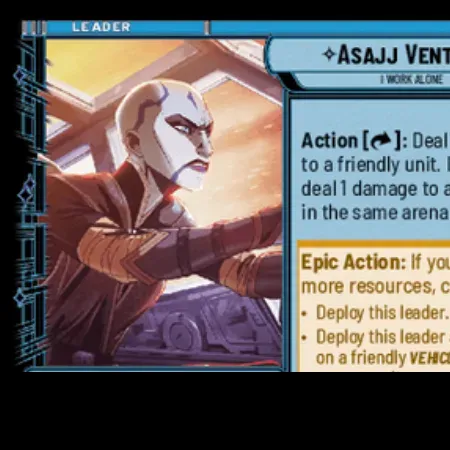 LEADER
ASAJJ VENT
I WORK ALONE
Action [ ]: Deal
to a friendly unit. I
deal 1 damage to a
in the same arena
Epic Action: If you
more resources, c
• Deploy this leader.
• Deploy this leader
on a friendly VEHIC